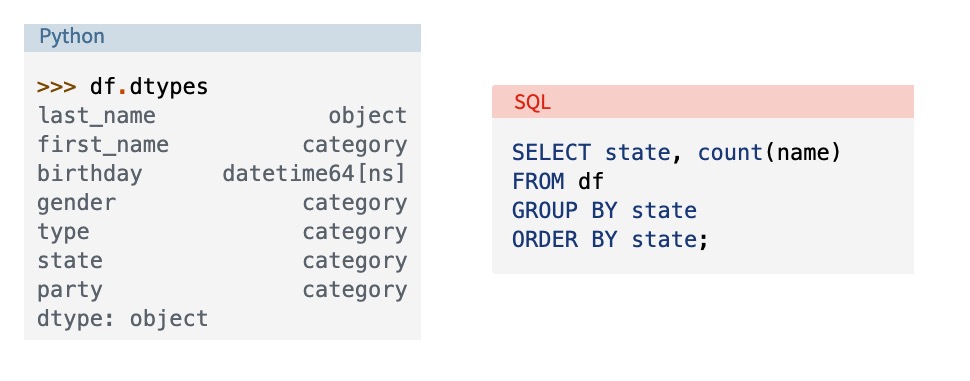 Python
>>> df.dtypes
last_name object
first_name category
birthday datetime64[ns]
gender category
type category
state category
party category
dtype: object
SQL
SELECT state, count(name)
FROM df
GROUP BY state
ORDER BY state;